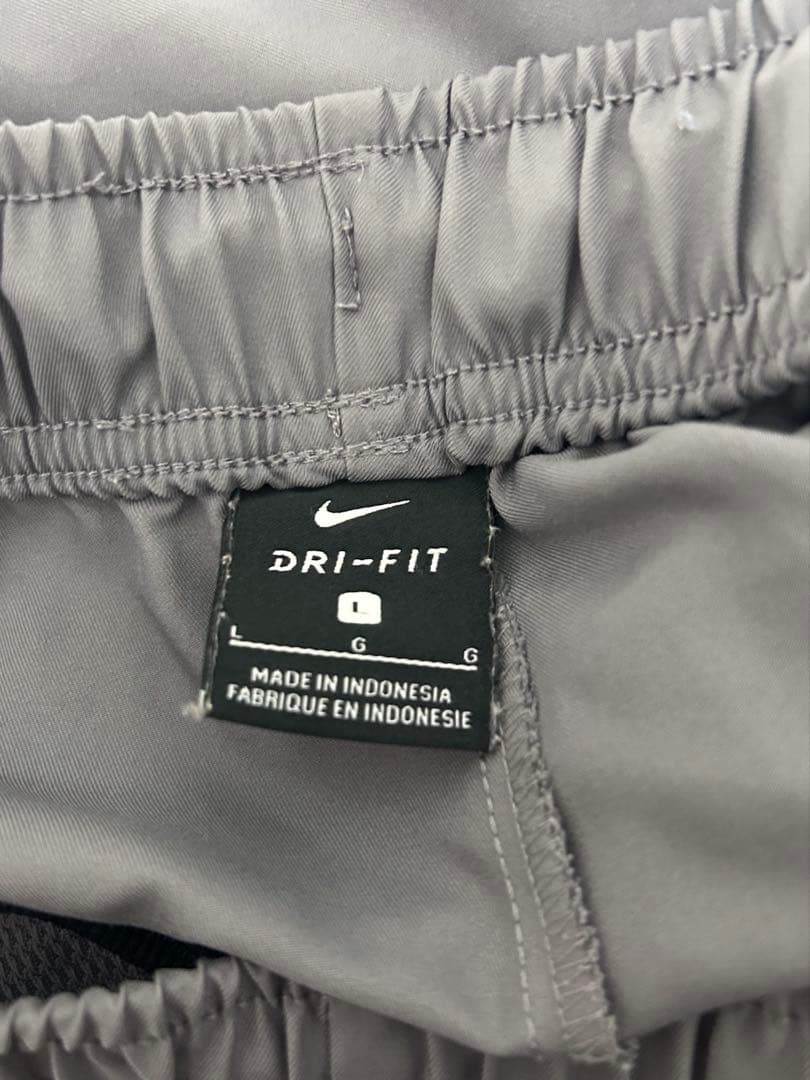 DRI-FIT
L
L G G
MADE IN INDONESIA
FABRIQUE EN INDONESIE